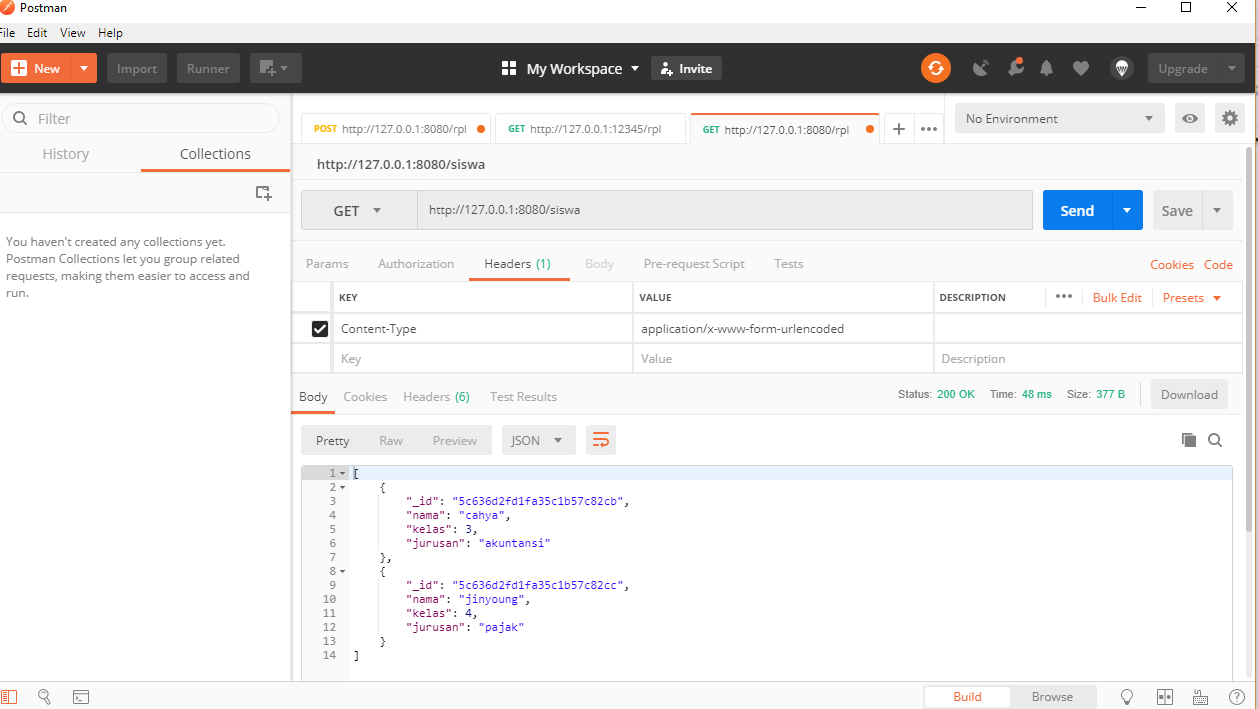 Postman
File Edit View Help
New Import Runner My Workspace Invite Upgrade
Filter
History Collections
You haven't created any collections yet.
Postman Collections let you group related
requests, making them easier to access and
run.
POST http://127.0.0.1:8080/rpl GET http://127.0.0.1:12345/rpl GET http://127.0.0.1:8080/rpl No Environment
http://127.0.0.1:8080/siswa
GET http://127.0.0.1:8080/siswa Send Save
Params Authorization Headers (1) Body Pre-request Script Tests Cookies Code
KEY VALUE DESCRIPTION Bulk Edit Presets
Content-Type application/x-www-form-urlencoded
Key Value Description
Body Cookies Headers (6) Test Results Status: 200 OK Time: 48 ms Size: 377 B Download
Pretty Raw Preview JSON
1 [
2 {
3 "_id": "5c636d2fd1fa35c1b57c82cb",
4 "nama": "cahya",
5 "kelas": 3,
6 "jurusan": "akuntansi"
7 },
8 {
9 "_id": "5c636d2fd1fa35c1b57c82cc",
10 "nama": "jinyoung",
11 "kelas": 4,
12 "jurusan": "pajak"
13 }
14 ]
Build Browse